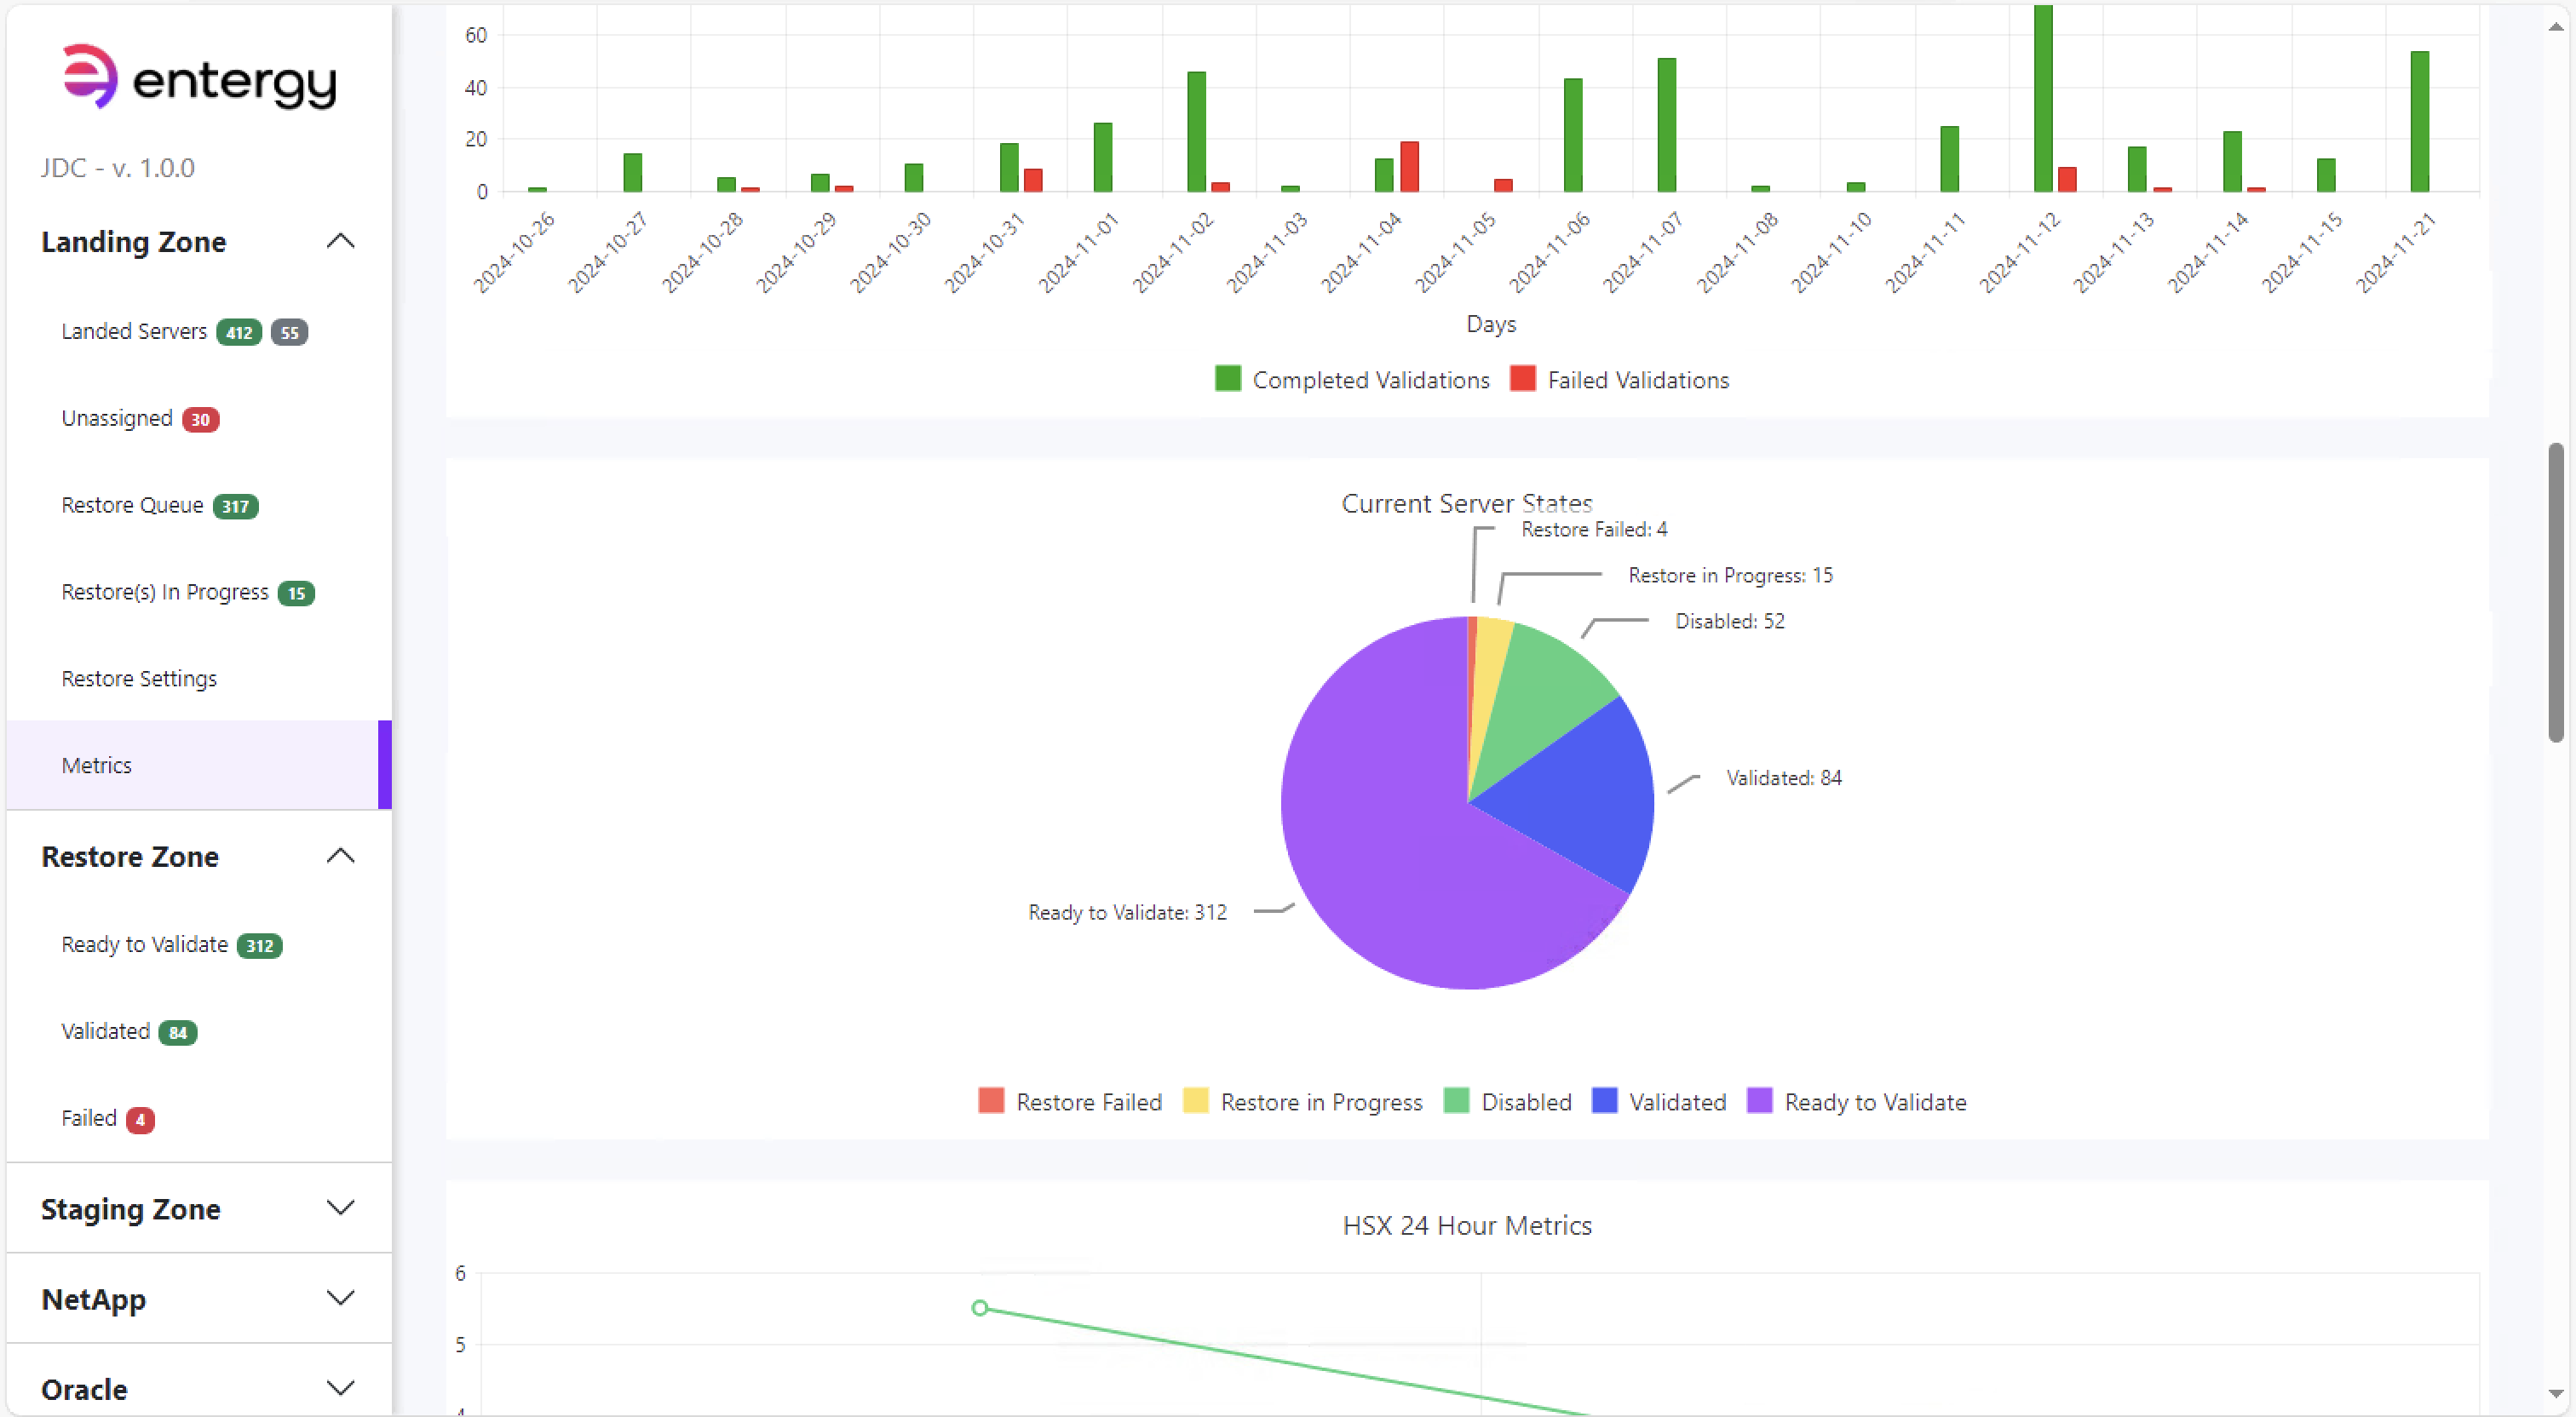 entergy
JDC - v. 1.0.0
Landing Zone
Landed Servers 412 55
Unassigned 30
Restore Queue 317
Restore(s) In Progress 15
Restore Settings
Metrics
Restore Zone
Ready to Validate 312
Validated 84
Failed 4
Staging Zone
NetApp
Oracle
60
40
20
0
2024-10-26
2024-10-27
2024-10-28
2024-10-29
2024-10-30
2024-10-31
2024-11-01
2024-11-02
2024-11-03
2024-11-04
2024-11-05
2024-11-06
2024-11-07
2024-11-08
2024-11-10
2024-11-11
2024-11-12
2024-11-13
2024-11-14
2024-11-15
2024-11-21
Days
Completed Validations Failed Validations
Current Server States
Restore Failed: 4
Restore in Progress: 15
Disabled: 52
Validated: 84
Ready to Validate: 312
Restore Failed Restore in Progress Disabled Validated Ready to Validate
HSX 24 Hour Metrics
6
5
4